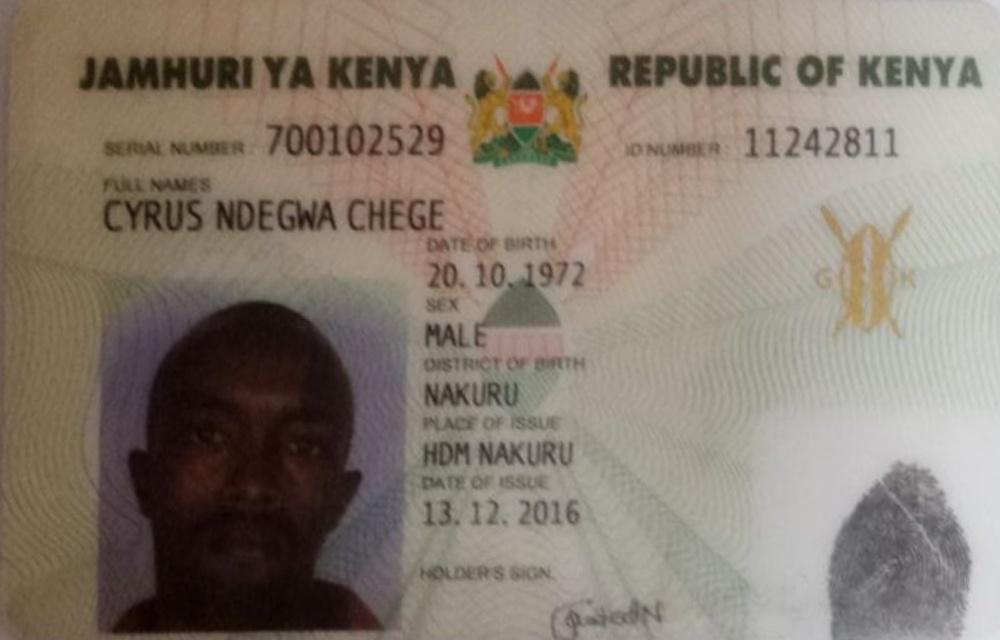 JAMHURI YA KENYA REPUBLIC OF KENYA
SERIAL NUMBER : 700102529 ID NUMBER : 11242811
FULL NAMES
CYRUS NDEGWA CHEGE
DATE OF BIRTH
20. 10. 1972
SEX
MALE
DISTRICT OF BIRTH
NAKURU
PLACE OF ISSUE
HDM NAKURU
DATE OF ISSUE
13. 12. 2016
HOLDER'S SIGN.
G K